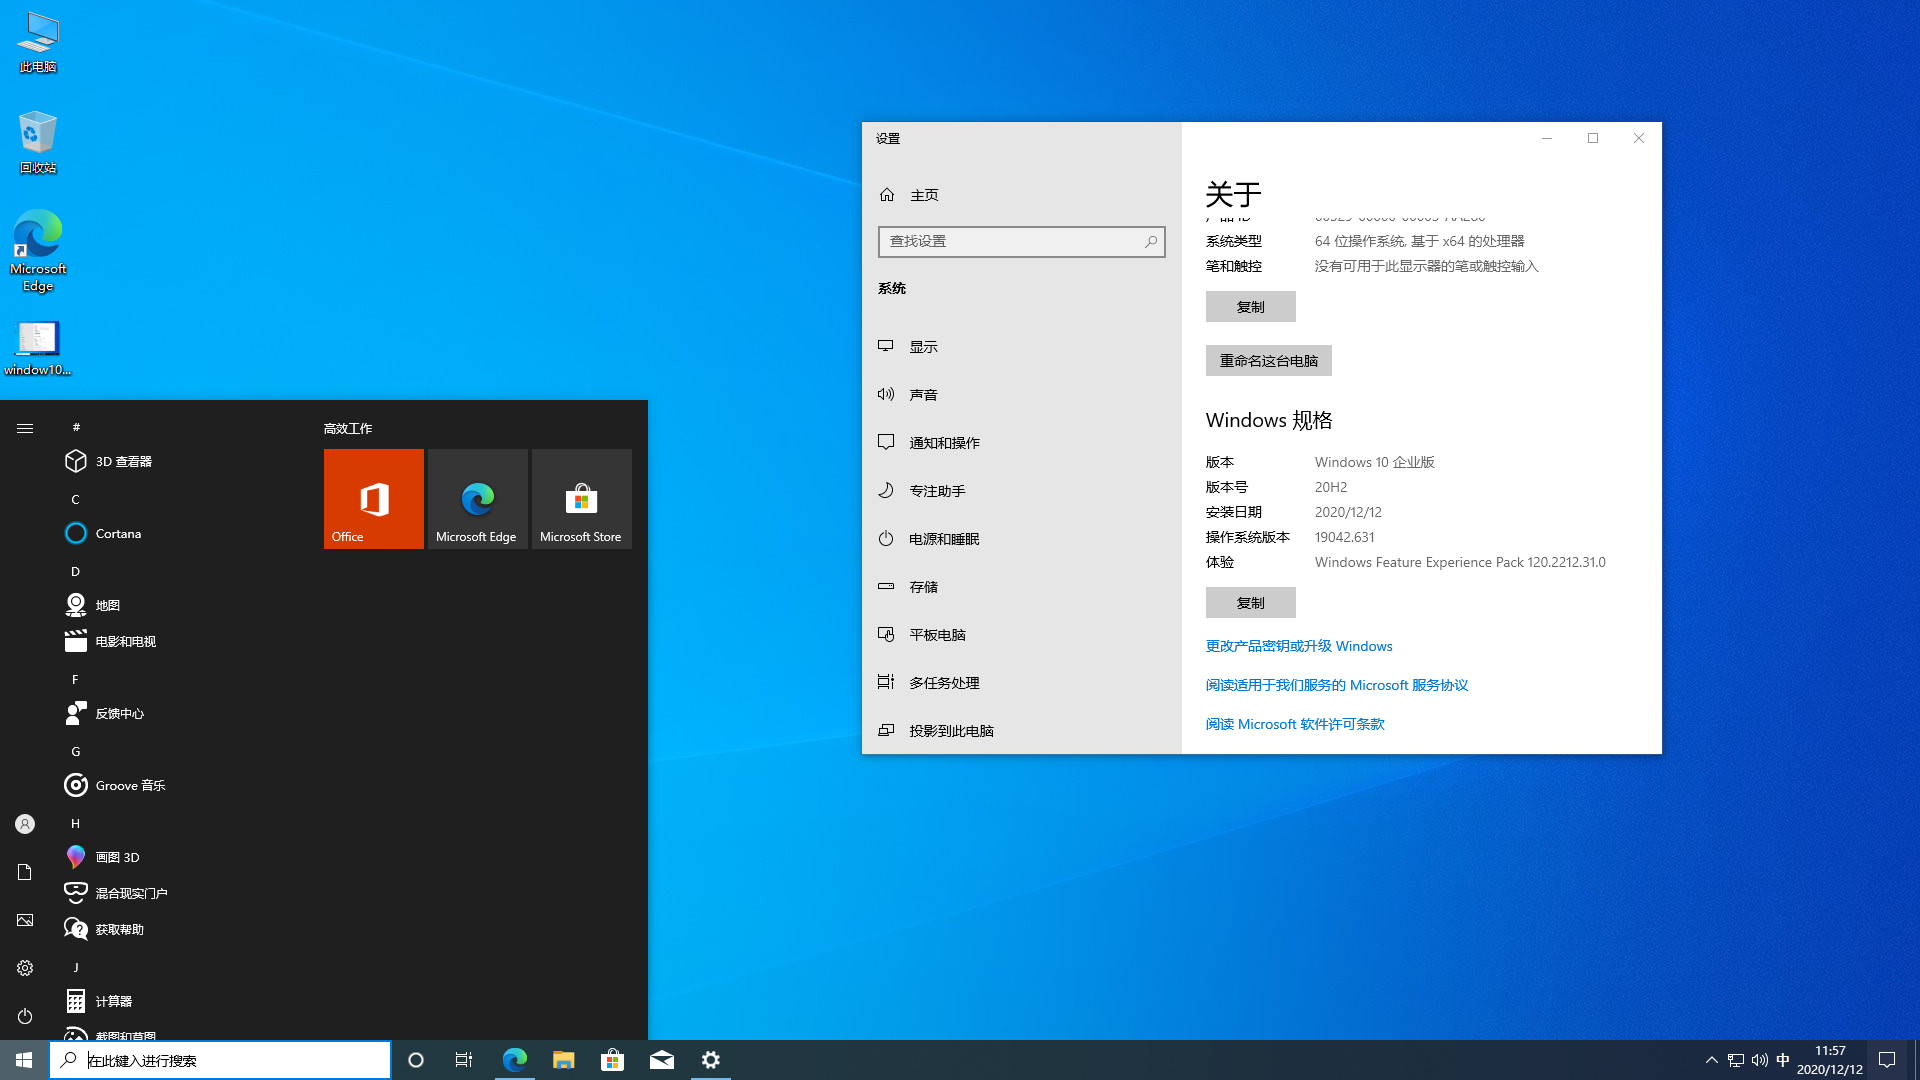 此电脑
回收站
Microsoft
Edge
window10...
#
3D 查看器
C
Cortana
D
地图
电影和电视
F
反馈中心
G
Groove 音乐
H
画图 3D
混合现实门户
获取帮助
J
计算器
截图和草图
高效工作
Office
Microsoft Edge
Microsoft Store
设置
主页
查找设置
系统
显示
声音
通知和操作
专注助手
电源和睡眠
存储
平板电脑
多任务处理
投影到此电脑
关于
产品 ID
系统类型 64 位操作系统, 基于 x64 的处理器
笔和触控 没有可用于此显示器的笔或触控输入
复制
重命名这台电脑
Windows 规格
版本 Windows 10 企业版
版本号 20H2
安装日期 2020/12/12
操作系统版本 19042.631
体验 Windows Feature Experience Pack 120.2212.31.0
复制
更改产品密钥或升级 Windows
阅读适用于我们服务的 Microsoft 服务协议
阅读 Microsoft 软件许可条款
在此键入进行搜索
中
11:57
2020/12/12